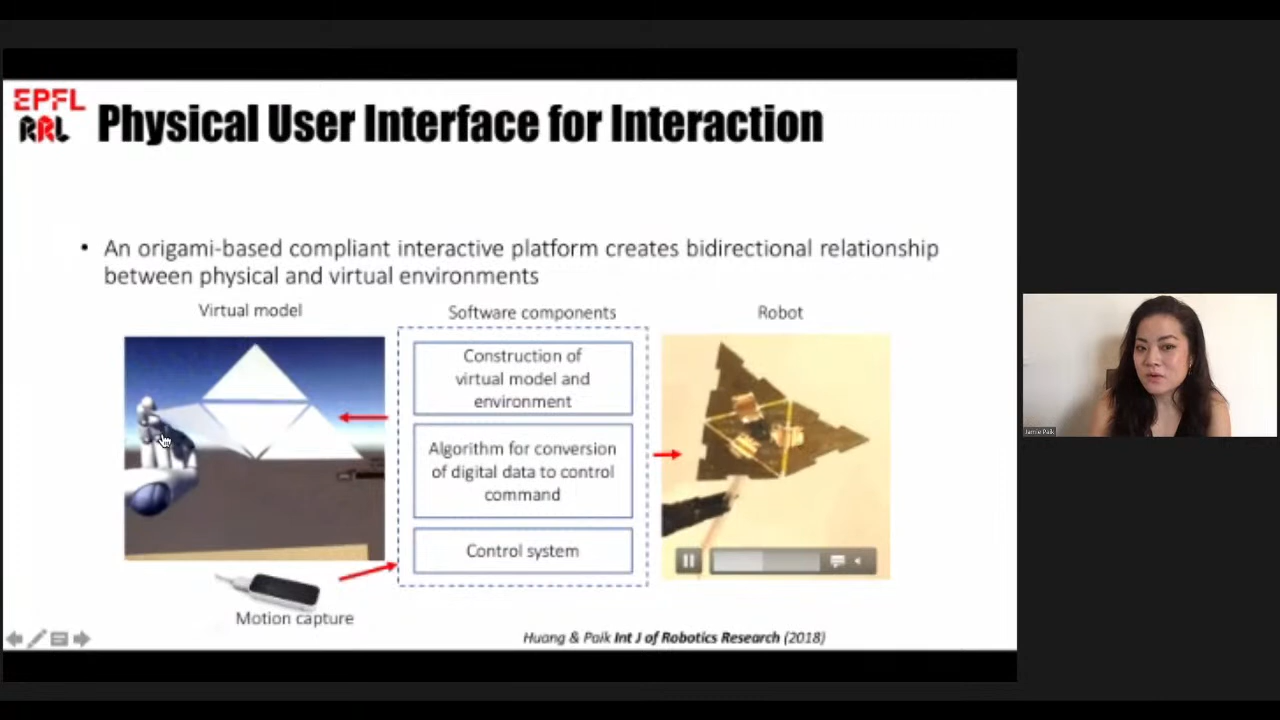 EPFL
RRL
Physical User Interface for Interaction
• An origami-based compliant interactive platform creates bidirectional relationship
between physical and virtual environments
Virtual model
Software components
Robot
Construction of
virtual model and
environment
Algorithm for conversion
of digital data to control
command
Control system
Motion capture
Huang & Paik Int J of Robotics Research (2018)
Jamie Paik